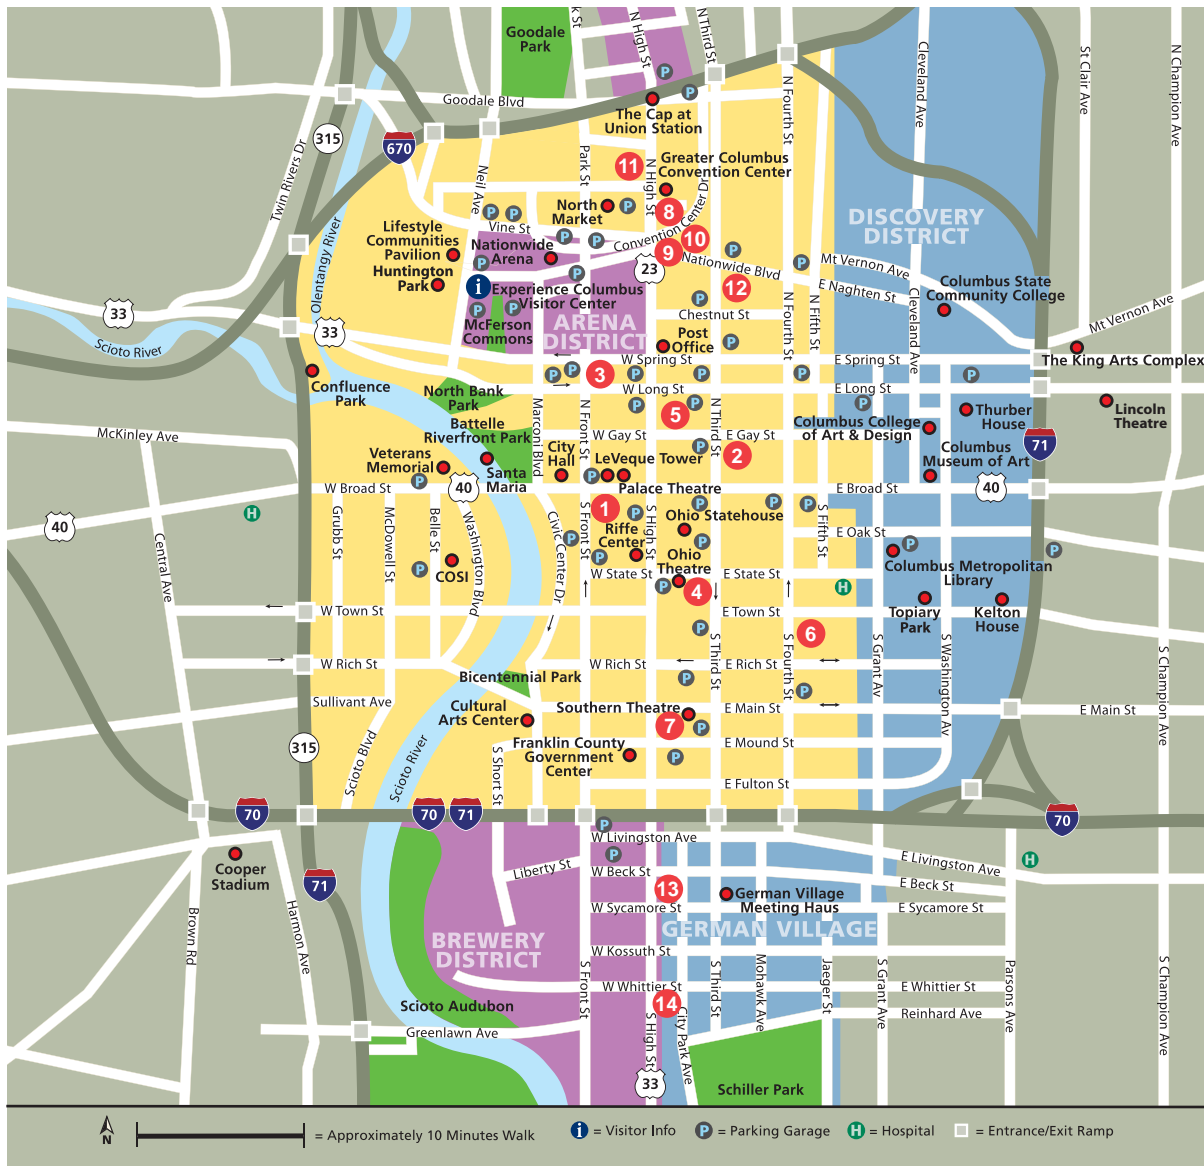 Goodale
Park
k St
N High St
N Third St
Cleveland Ave
St Clair Ave
N Champion Ave
Goodale Blvd
The Cap at
Union Station
N Fourth St
315
670
Twin Rivers Dr
Neil Ave
Park St
11
N High St
Greater Columbus
Convention Center
North
Market
8
Convention Center Dr
DISCOVERY
DISTRICT
Olentangy River
Lifestyle
Communities
Pavilion
Vine St
Nationwide
Arena
10
9
23
Nationwide Blvd
Mt Vernon Ave
Huntington
Park
i
Experience Columbus
Visitor Center
12
E Naghten St
Columbus State
Community College
Mt Vernon Ave
33
33
Scioto River
McFerson
Commons
ARENA
DISTRICT
Chestnut St
Post
Office
N Fourth St
N Fifth St
Cleveland Ave
W Spring St
E Spring St
The King Arts Complex
Confluence
Park
3
W Long St
E Long St
North Bank
Park
5
Thurber
House
Lincoln
Theatre
McKinley Ave
Battelle
Riverfront Park
Marconi Blvd
N Front St
W Gay St
N Third St
E Gay St
Columbus College
of Art & Design
71
Veterans
Memorial
City
Hall
LeVeque Tower
2
Columbus
Museum of Art
Santa
Maria
40
W Broad St
Palace Theatre
E Broad St
40
40
H
Central Ave
Grubb St
McDowell St
Belle St
Washington Blvd
Civic Center Dr
S Front St
1
Riffe
Center
S High St
Ohio Statehouse
S Fifth St
E Oak St
COSI
Ohio
Theatre
Columbus Metropolitan
Library
W State St
E State St
4
H
W Town St
E Town St
Topiary
Park
Kelton
House
6
W Rich St
W Rich St
S Third St
E Rich St
S Fourth St
S Grant Av
S Washington Av
S Champion Ave
Bicentennial Park
Sullivant Ave
Cultural
Arts Center
Southern Theatre
E Main St
E Main St
7
315
Scioto Blvd
Scioto River
S Short St
Franklin County
Government
Center
E Mound St
E Fulton St
70
70
71
70
W Livingston Ave
E Livingston Ave
H
Cooper
Stadium
71
Liberty St
W Beck St
13
German Village
Meeting Haus
E Beck St
Brown Rd
Harmon Ave
W Sycamore St
E Sycamore St
BREWERY
DISTRICT
GERMAN VILLAGE
W Kossuth St
S Front St
S Third St
Mohawk Ave
Jaeger St
S Grant Ave
Parsons Ave
S Champion Ave
W Whittier St
E Whittier St
Scioto Audubon
14
Reinhard Ave
Greenlawn Ave
S High St
City Park Ave
33
Schiller Park
N
= Approximately 10 Minutes Walk
i = Visitor Info
P = Parking Garage
H = Hospital
= Entrance/Exit Ramp